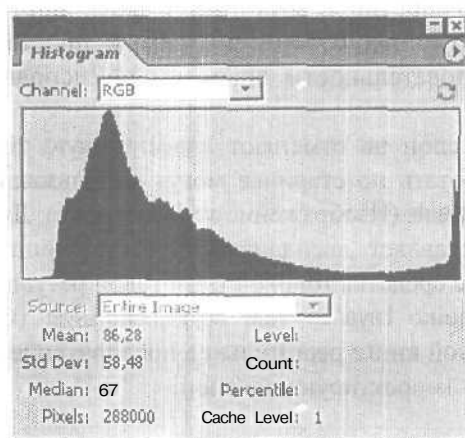 Histogram
Channel: RGB
Source: Entire Image
Mean: 86,28 Level:
Std Dev: 58,48 Count:
Median: 67 Percentile:
Pixels: 288000 Cache Level: 1